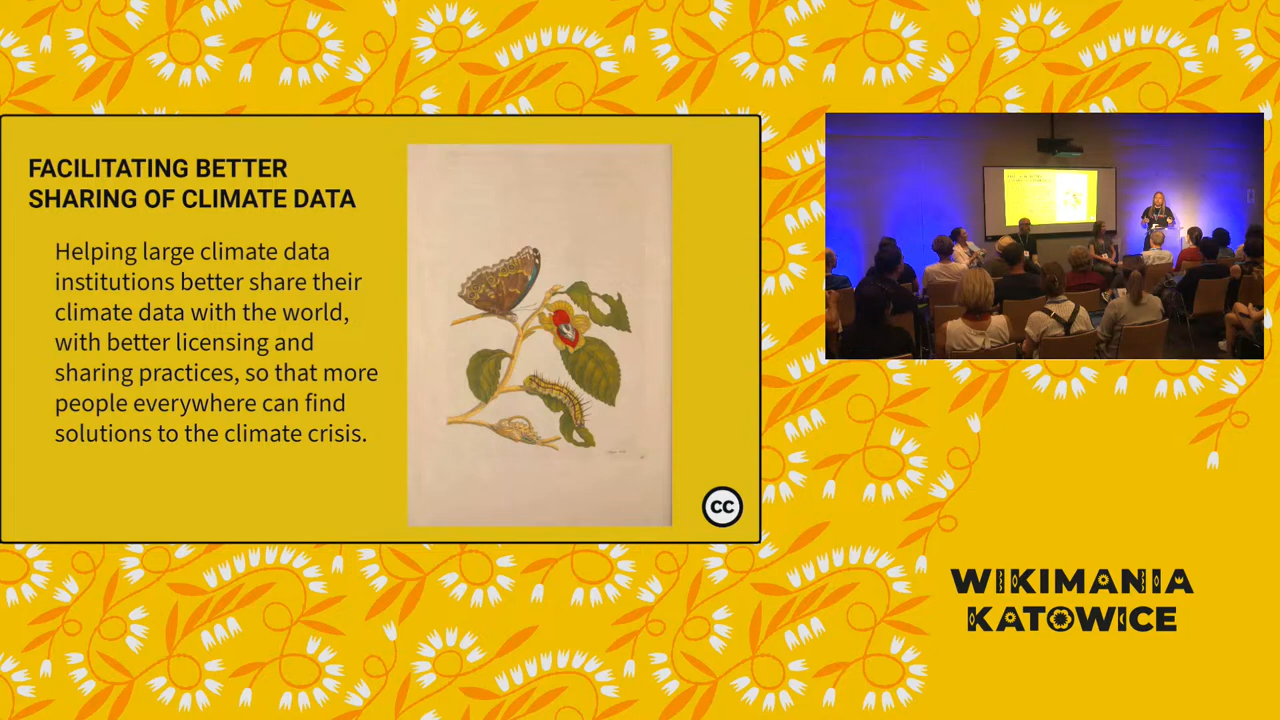 FACILITATING BETTER
SHARING OF CLIMATE DATA
Helping large climate data
institutions better share their
climate data with the world,
with better licensing and
sharing practices, so that more
people everywhere can find
solutions to the climate crisis.
CC
WIKIMANIA
KATOWICE